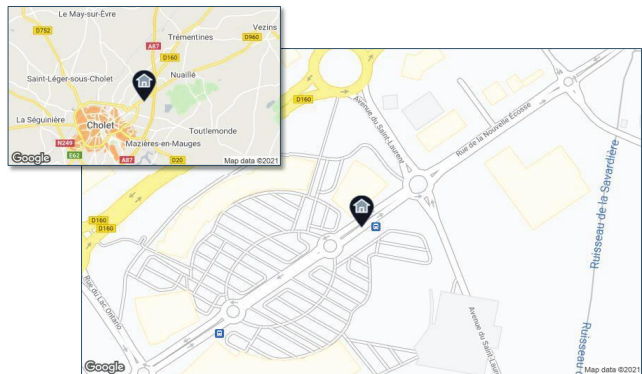 Le May-sur-Èvre
Vezins
D752
A87
Trémentines
D960
D160
Nuaillé
Saint-Léger-sous-Cholet
La Séguinière
Cholet
Toutlemonde
N249
Mazières-en-Mauges
E62
A87
D20
Google
Map data ©2021
D160
Avenue du Saint-Laurent
Rue de la Nouvelle Écosse
Ruisseau de la Savardière
D160
D160
Rue du Lac Ontario
Avenue du Saint-Laurent
Ruisseau
Google
Map data ©2021